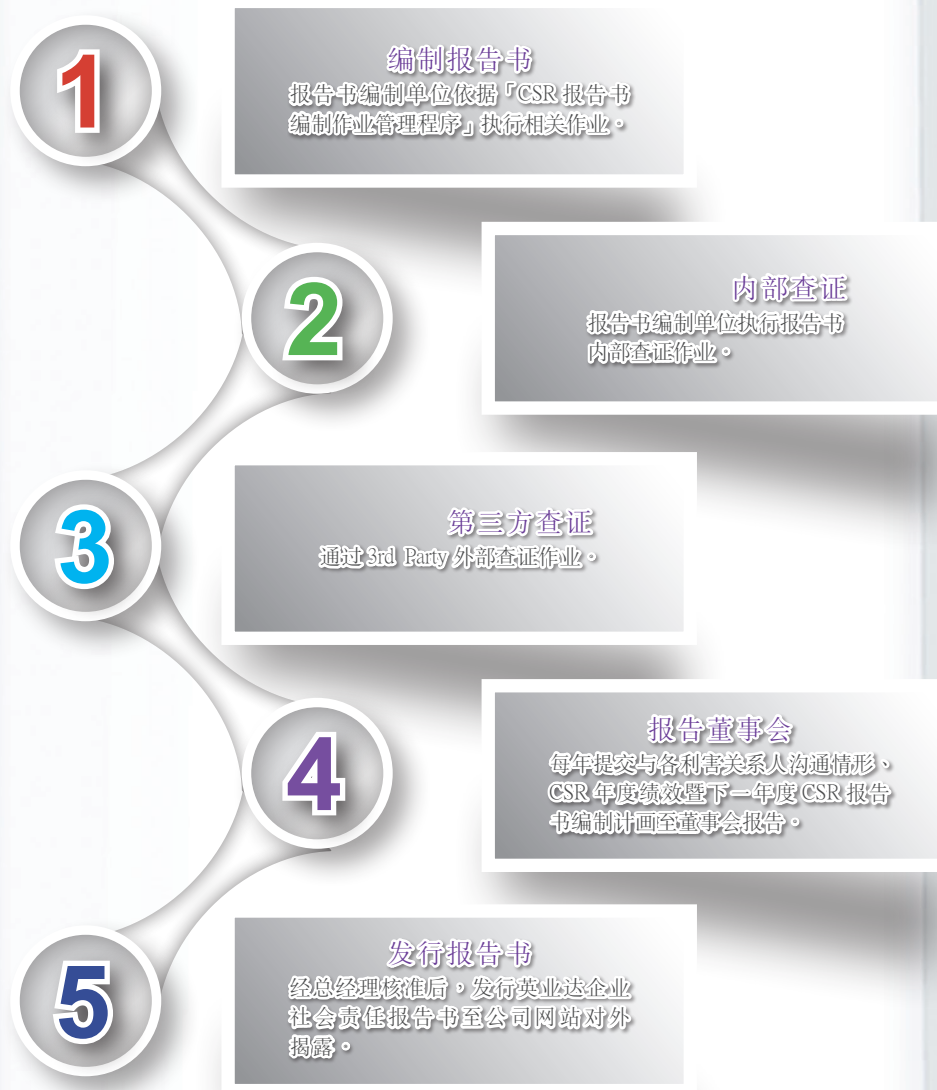 1
编制报告书
报告书编制单位依据「CSR 报告书
编制作业管理程序」执行相关作业。
2
内部查证
报告书编制单位执行报告书
内部查证作业。
3
第三方查证
通过 3rd Party 外部查证作业。
4
报告董事会
每年提交与各利害关系人沟通情形、
CSR 年度绩效暨下一年度 CSR 报告
书编制计画至董事会报告。
5
发行报告书
经总经理核准后，发行英业达企业
社会责任报告书至公司网站对外
揭露。